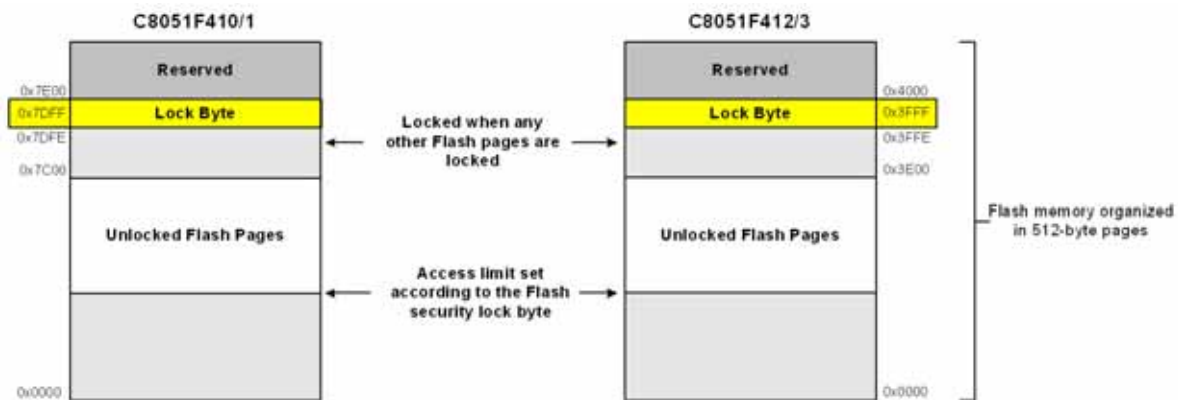 C8051F410/1
C8051F412/3
Reserved
Reserved
0x7E00
0x4000
0x7DFF
Lock Byte
Lock Byte
0x3FFF
0x7DFE
0x3FFE
Locked when any
other Flash pages are
locked
0x7C00
0x3E00
Unlocked Flash Pages
Unlocked Flash Pages
Flash memory organized
in 512-byte pages
Access limit set
according to the Flash
security lock byte
0x0000
0x0000